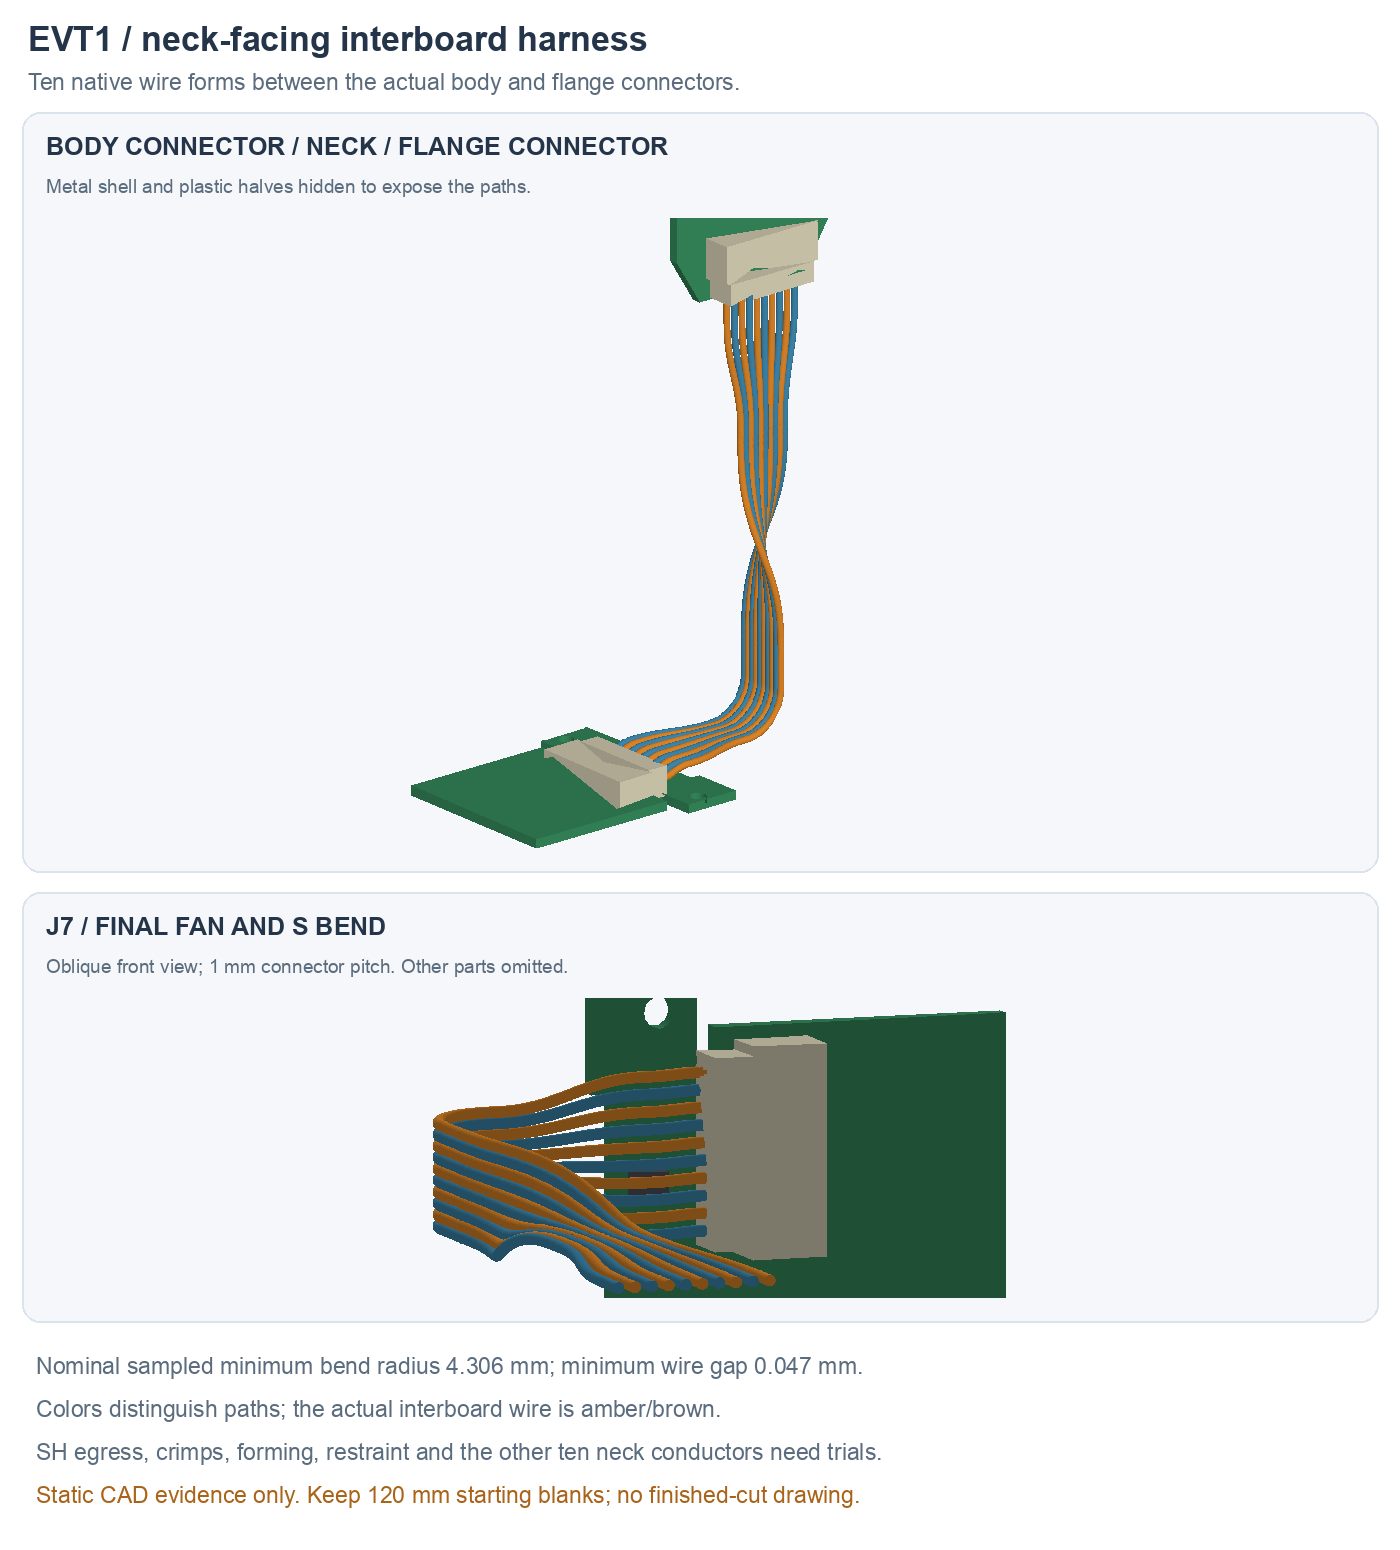 EVT1 / neck-facing interboard harness
Ten native wire forms between the actual body and flange connectors.
BODY CONNECTOR / NECK / FLANGE CONNECTOR
Metal shell and plastic halves hidden to expose the paths.
J7 / FINAL FAN AND S BEND
Oblique front view; 1 mm connector pitch. Other parts omitted.
Nominal sampled minimum bend radius 4.306 mm; minimum wire gap 0.047 mm.
Colors distinguish paths; the actual interboard wire is amber/brown.
SH egress, crimps, forming, restraint and the other ten neck conductors need trials.
Static CAD evidence only. Keep 120 mm starting blanks; no finished-cut drawing.